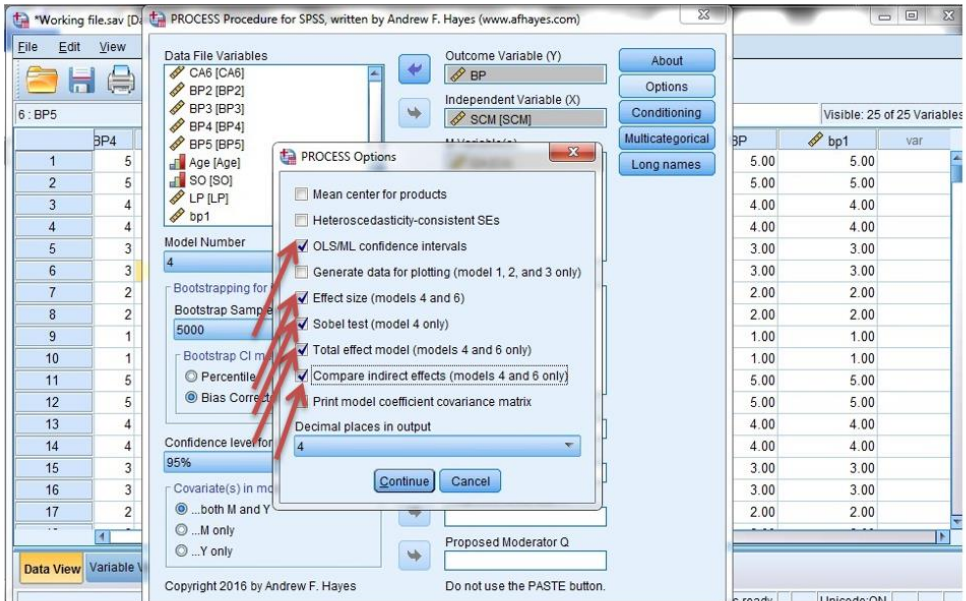 *Working file.sav [Da
PROCESS Procedure for SPSS, written by Andrew F. Hayes (www.afhayes.com)
File Edit View
6 : BP5
Visible: 25 of 25 Variables
Data File Variables
CA6 [CA6]
BP2 [BP2]
BP3 [BP3]
BP4 [BP4]
BP5 [BP5]
Age [Age]
SO [SO]
LP [LP]
bp1
Outcome Variable (Y)
BP
Independent Variable (X)
SCM [SCM]
About
Options
Conditioning
Multicategorical
Long names
Model Number
4
Bootstrapping for
Bootstrap Sample
5000
Bootstrap CI m
Percentile
Bias Correct
Confidence level for
95%
Covariate(s) in mo
...both M and Y
...M only
...Y only
Copyright 2016 by Andrew F. Hayes
Proposed Moderator Q
Do not use the PASTE button.
PROCESS Options
Mean center for products
Heteroscedasticity-consistent SEs
OLS/ML confidence intervals
Generate data for plotting (model 1, 2, and 3 only)
Effect size (models 4 and 6)
Sobel test (model 4 only)
Total effect model (models 4 and 6 only)
Compare indirect effects (models 4 and 6 only)
Print model coefficient covariance matrix
Decimal places in output
4
Continue Cancel
BP4 BP bp1 var
1 5 5.00 5.00
2 5 5.00 5.00
3 4 4.00 4.00
4 4 4.00 4.00
5 3 3.00 3.00
6 3 3.00 3.00
7 2 2.00 2.00
8 2 2.00 2.00
9 1 1.00 1.00
10 1 1.00 1.00
11 5 5.00 5.00
12 5 5.00 5.00
13 4 4.00 4.00
14 4 4.00 4.00
15 3 3.00 3.00
16 3 3.00 3.00
17 2 2.00 2.00
Data View Variable V
s ready Unicode:ON